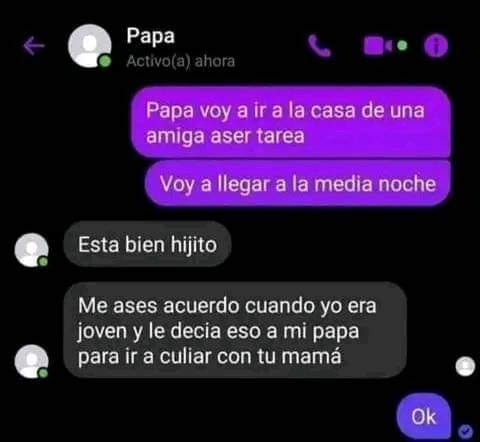 Papa
Activo(a) ahora
Papa voy a ir a la casa de una
amiga aser tarea
Voy a llegar a la media noche
Esta bien hijito
Me ases acuerdo cuando yo era
joven y le decia eso a mi papa
para ir a culiar con tu mamá
Ok